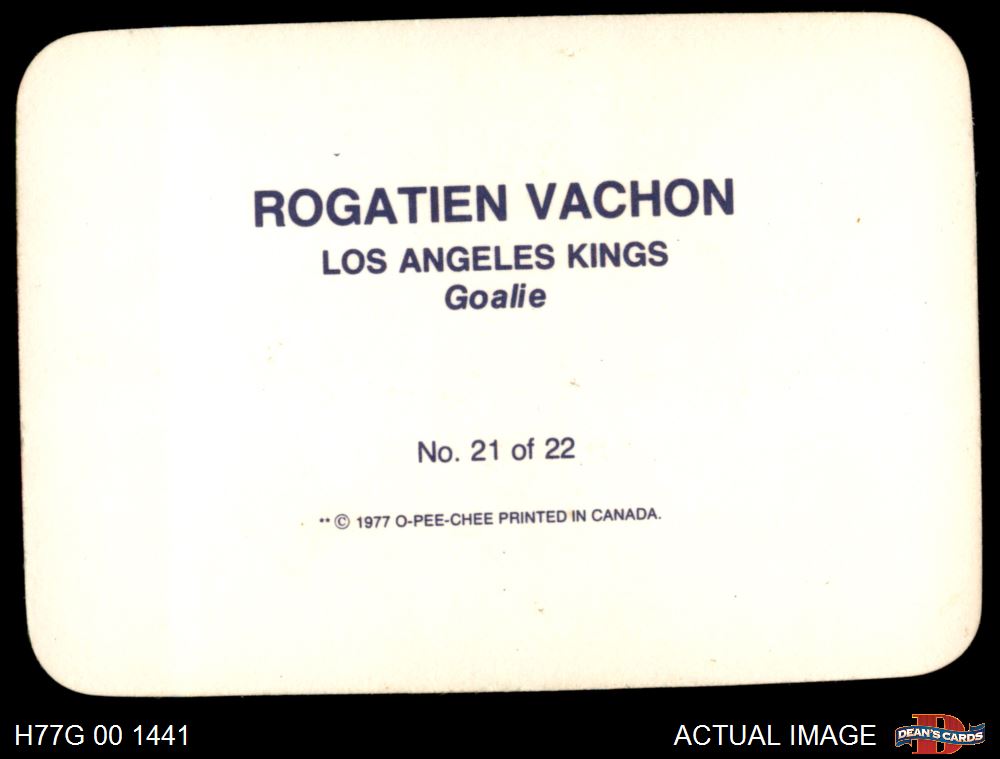 ROGATIEN VACHON
LOS ANGELES KINGS
Goalie
No. 21 of 22
** © 1977 O-PEE-CHEE PRINTED IN CANADA.
H77G 00 1441
ACTUAL IMAGE
D
DEAN'S CARDS